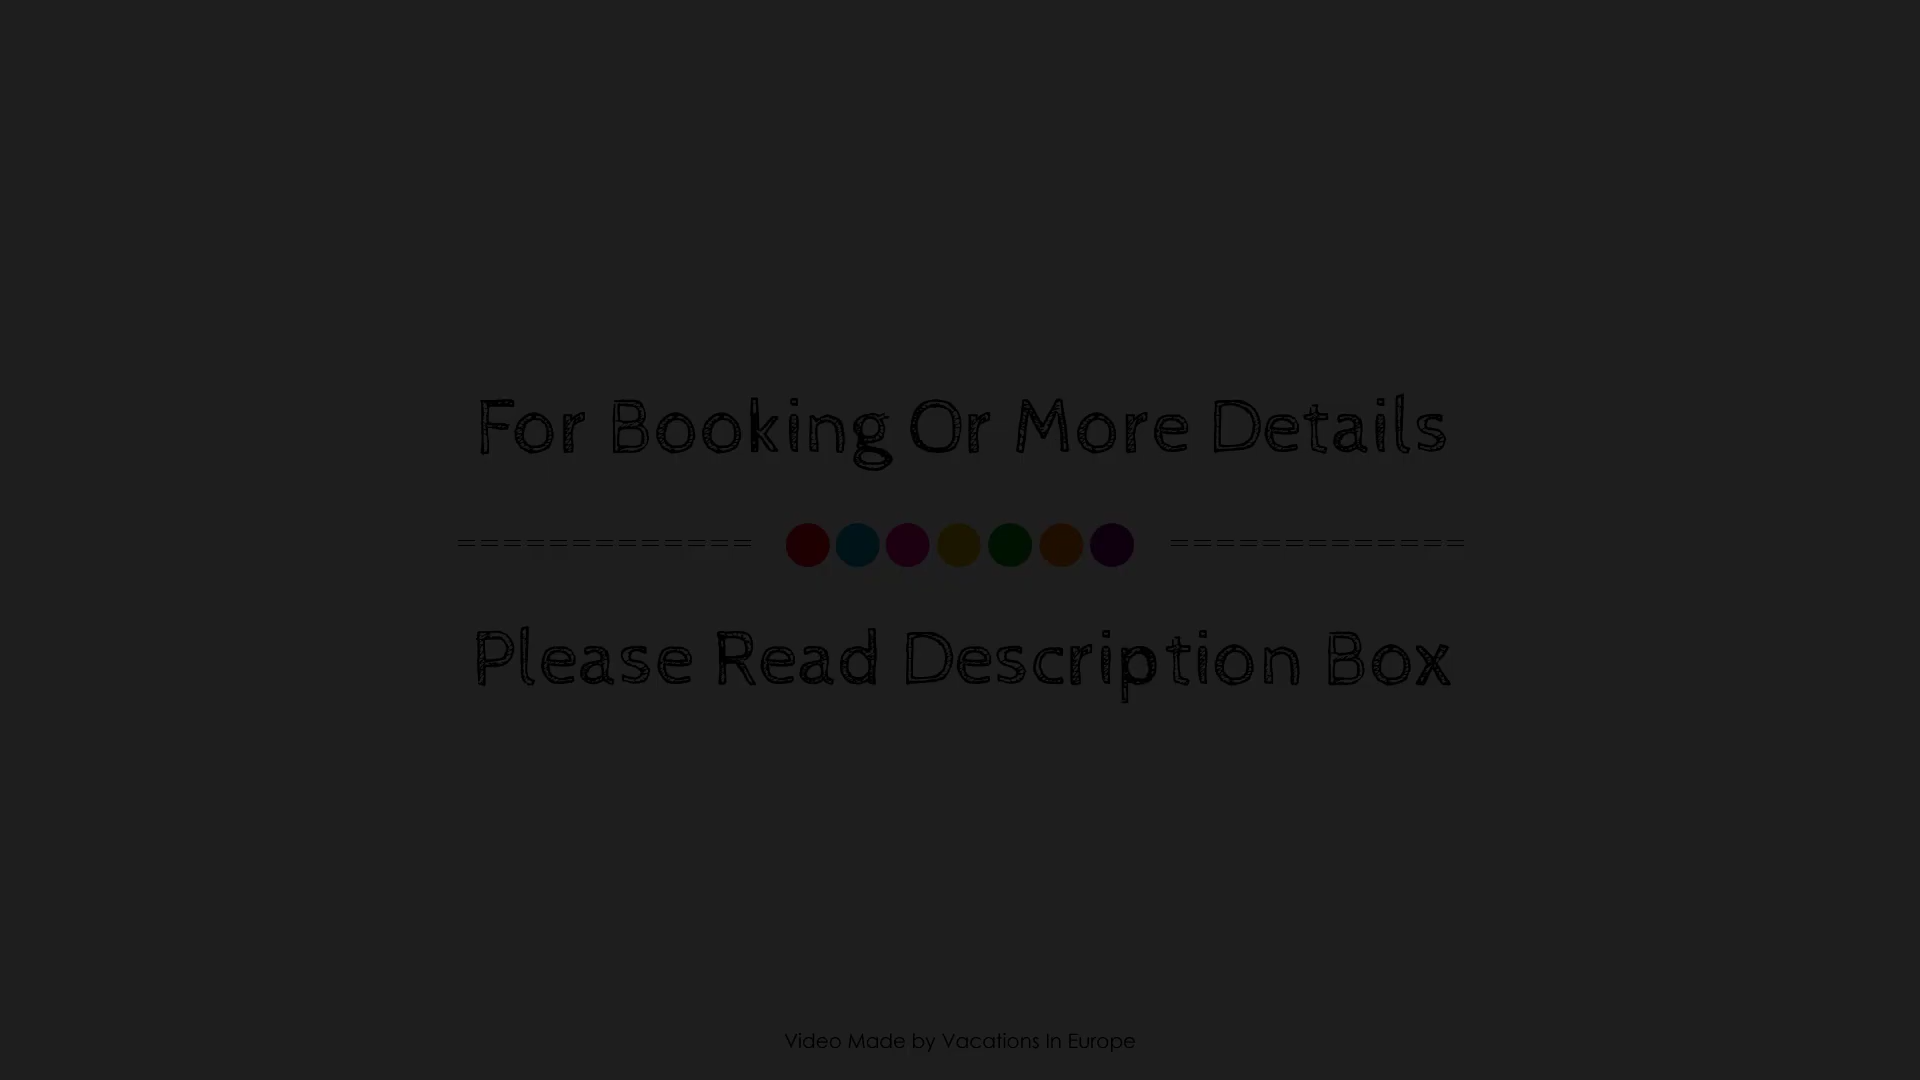 For Booking Or More Details
============= =============
Please Read Description Box
Video Made by Vacations In Europe